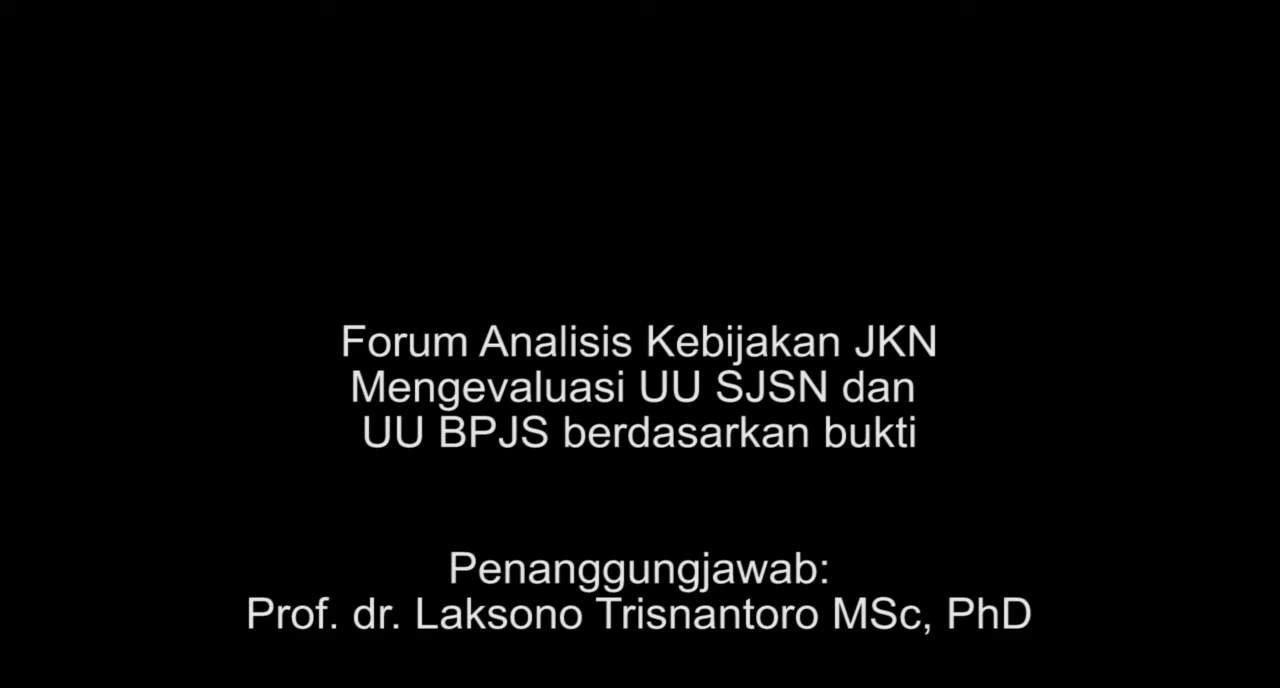 Forum Analisis Kebijakan JKN
Mengevaluasi UU SJSN dan
UU BPJS berdasarkan bukti
Penanggungjawab:
Prof. dr. Laksono Trisnantoro MSc, PhD